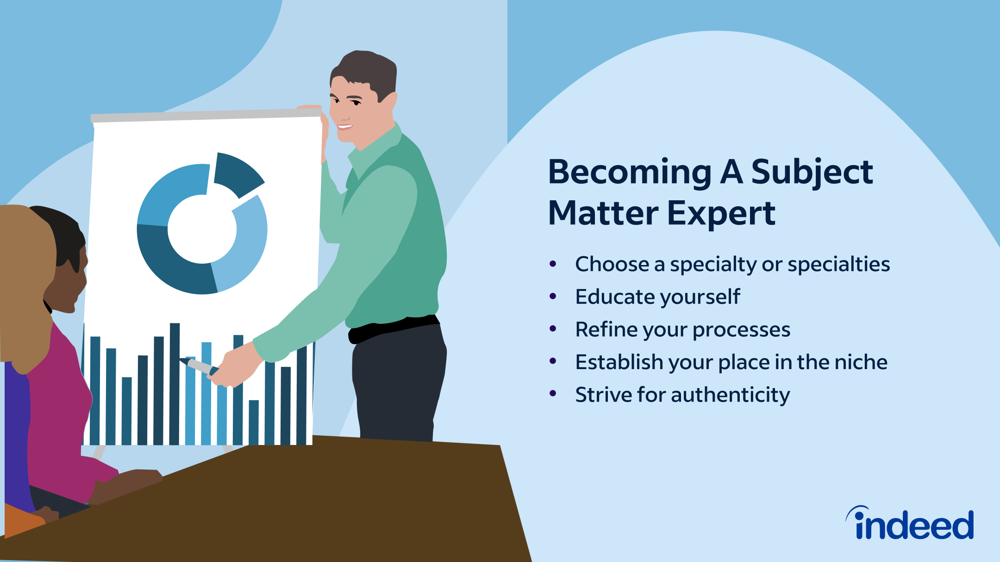 Becoming A Subject
Matter Expert
• Choose a specialty or specialties
• Educate yourself
• Refine your processes
• Establish your place in the niche
• Strive for authenticity
indeed